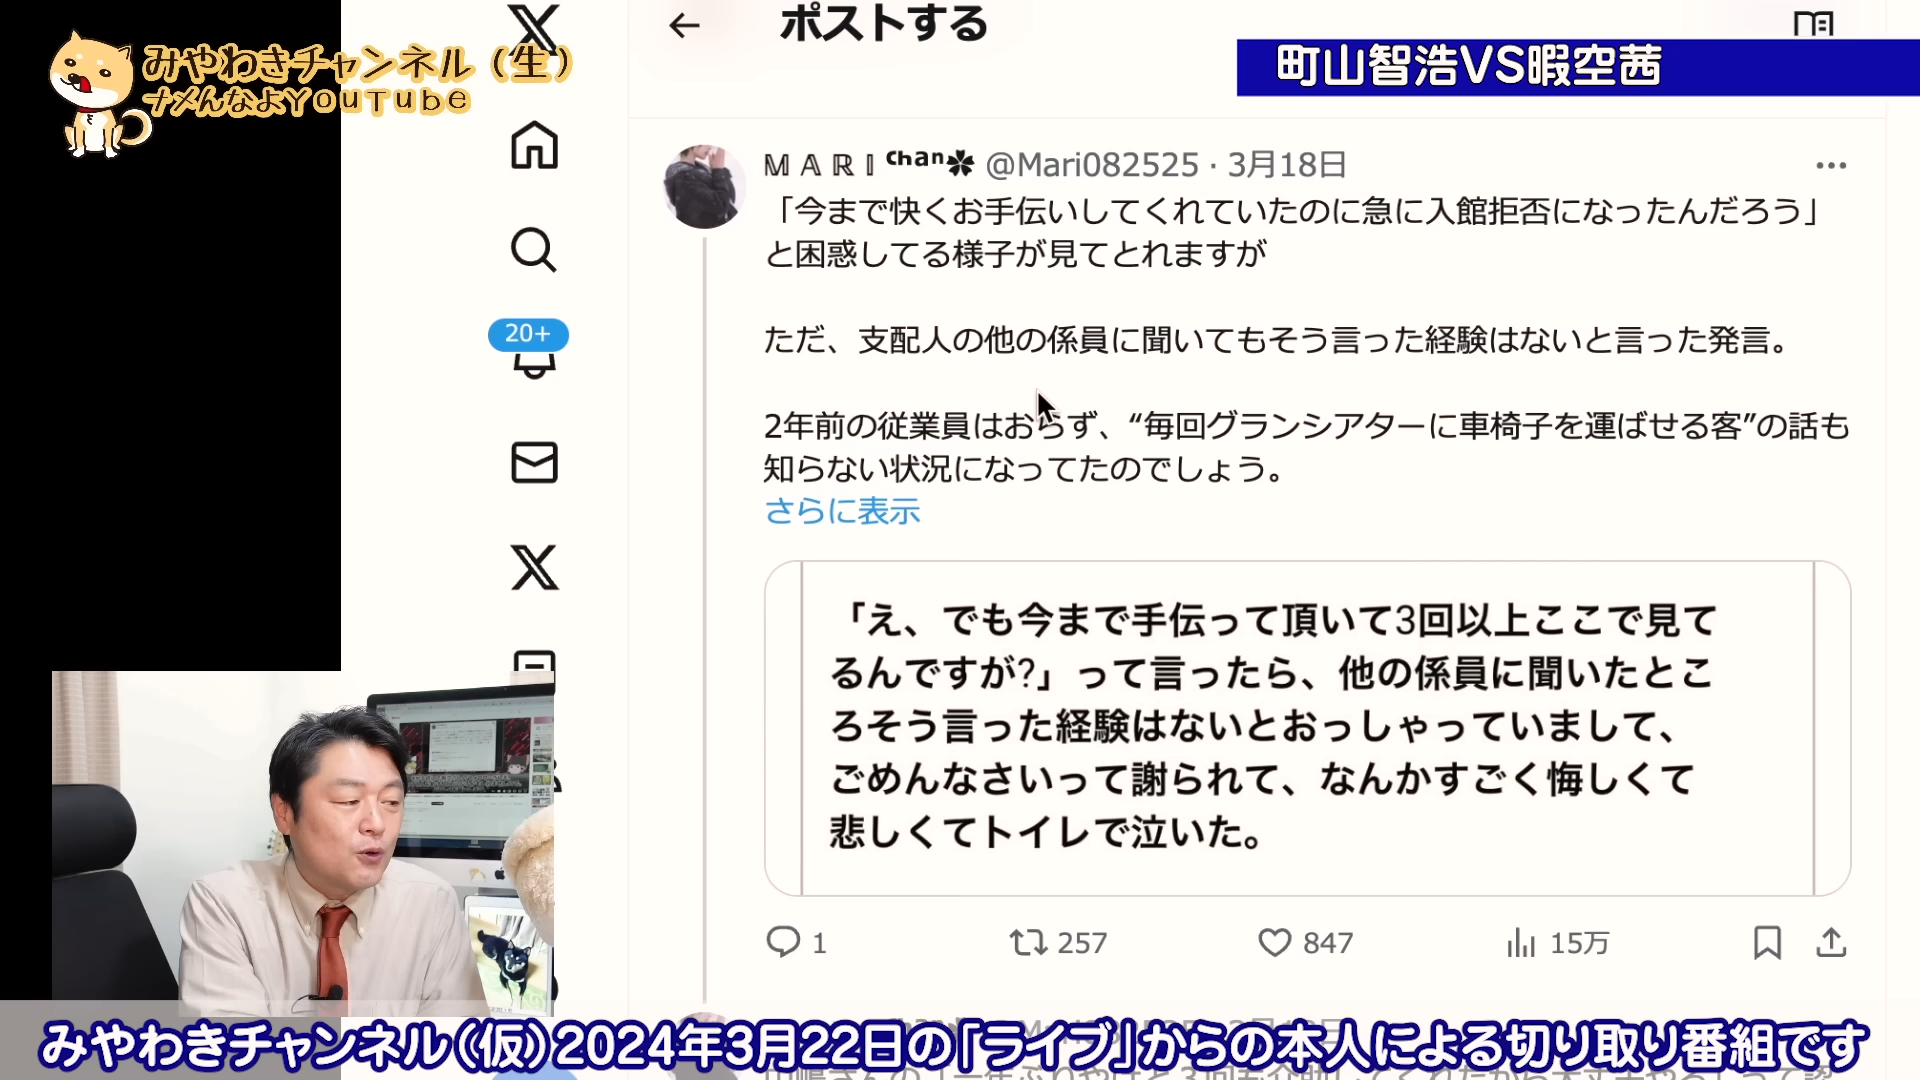 みやわきチャンネル（生）
ナメんなよYouTube
ポストする
町山智浩VS暇空茜
20+
ＭＡＲＩ ᶜʰᵃⁿ✽ @Mari082525 · 3月18日
「今まで快くお手伝いしてくれていたのに急に入館拒否になったんだろう」
と困惑してる様子が見てとれますが
ただ、支配人の他の係員に聞いてもそう言った経験はないと言った発言。
2年前の従業員はおらず、“毎回グランシアターに車椅子を運ばせる客”の話も
知らない状況になってたのでしょう。
さらに表示
「え、でも今まで手伝って頂いて3回以上ここで見て
るんですが?」って言ったら、他の係員に聞いたとこ
ろそう言った経験はないとおっしゃっていまして、
ごめんなさいって謝られて、なんかすごく悔しくて
悲しくてトイレで泣いた。
1 257 847 15万
みやわきチャンネル（仮）2024年3月22日の「ライブ」からの本人による切り取り番組です